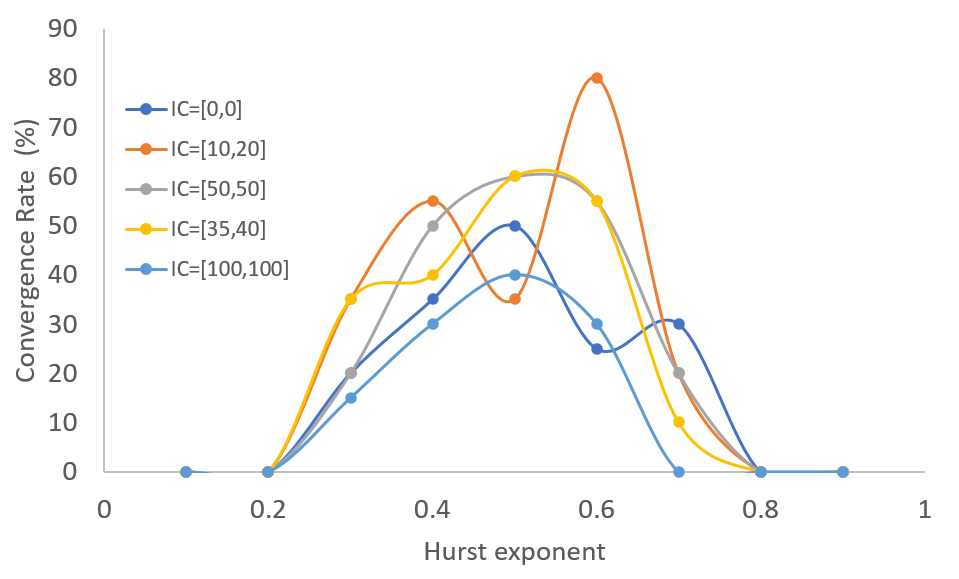 90
80
70
60
50
40
30
20
10
0
Convergence Rate (%)
IC=[0,0]
IC=[10,20]
IC=[50,50]
IC=[35,40]
IC=[100,100]
0 0.2 0.4 0.6 0.8 1
Hurst exponent